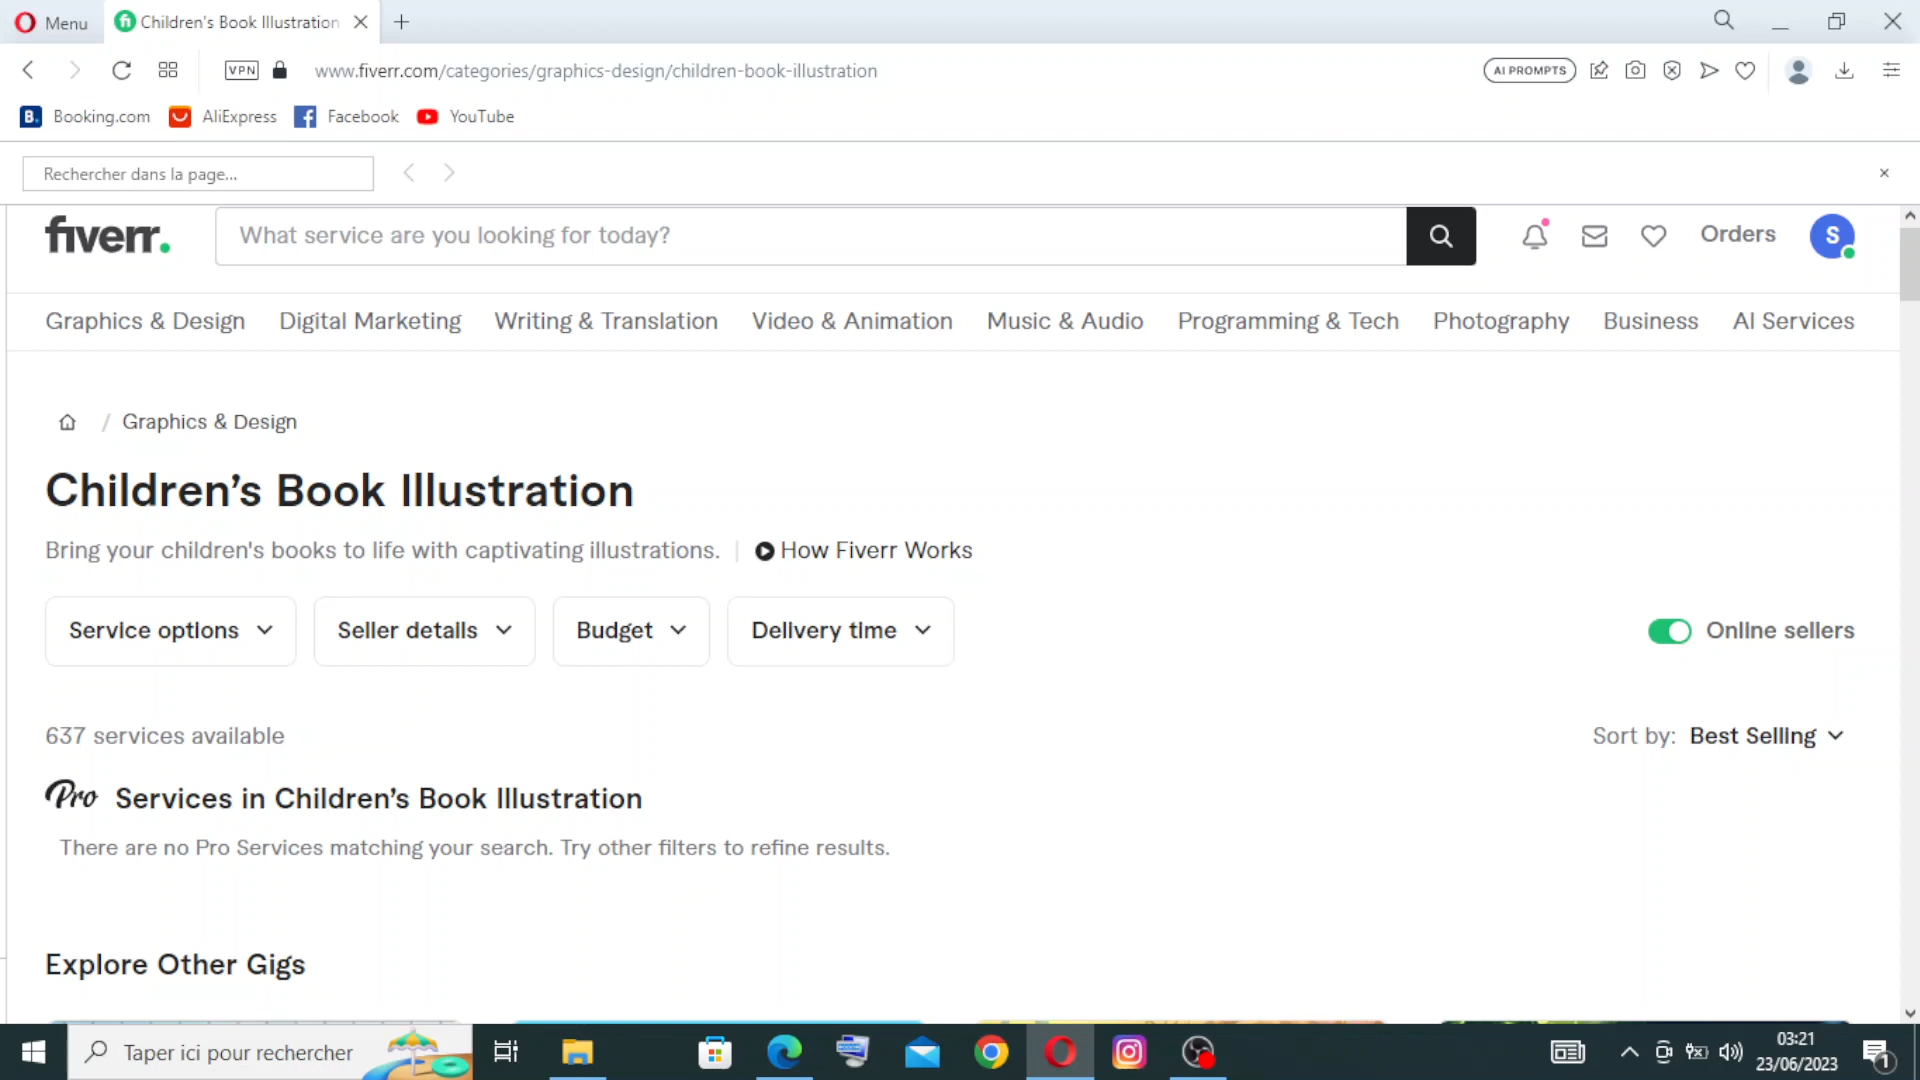 Menu
Children's Book Illustration
VPN
www.fiverr.com/categories/graphics-design/children-book-illustration
AI PROMPTS
B. Booking.com
AliExpress
Facebook
YouTube
Rechercher dans la page...
fiverr.
What service are you looking for today?
Orders
S
Graphics & Design
Digital Marketing
Writing & Translation
Video & Animation
Music & Audio
Programming & Tech
Photography
Business
AI Services
/ Graphics & Design
Children's Book Illustration
Bring your children's books to life with captivating illustrations.
How Fiverr Works
Service options
Seller details
Budget
Delivery time
Online sellers
637 services available
Sort by: Best Selling
Pro Services in Children's Book Illustration
There are no Pro Services matching your search. Try other filters to refine results.
Explore Other Gigs
Taper ici pour rechercher
03:21
23/06/2023
1